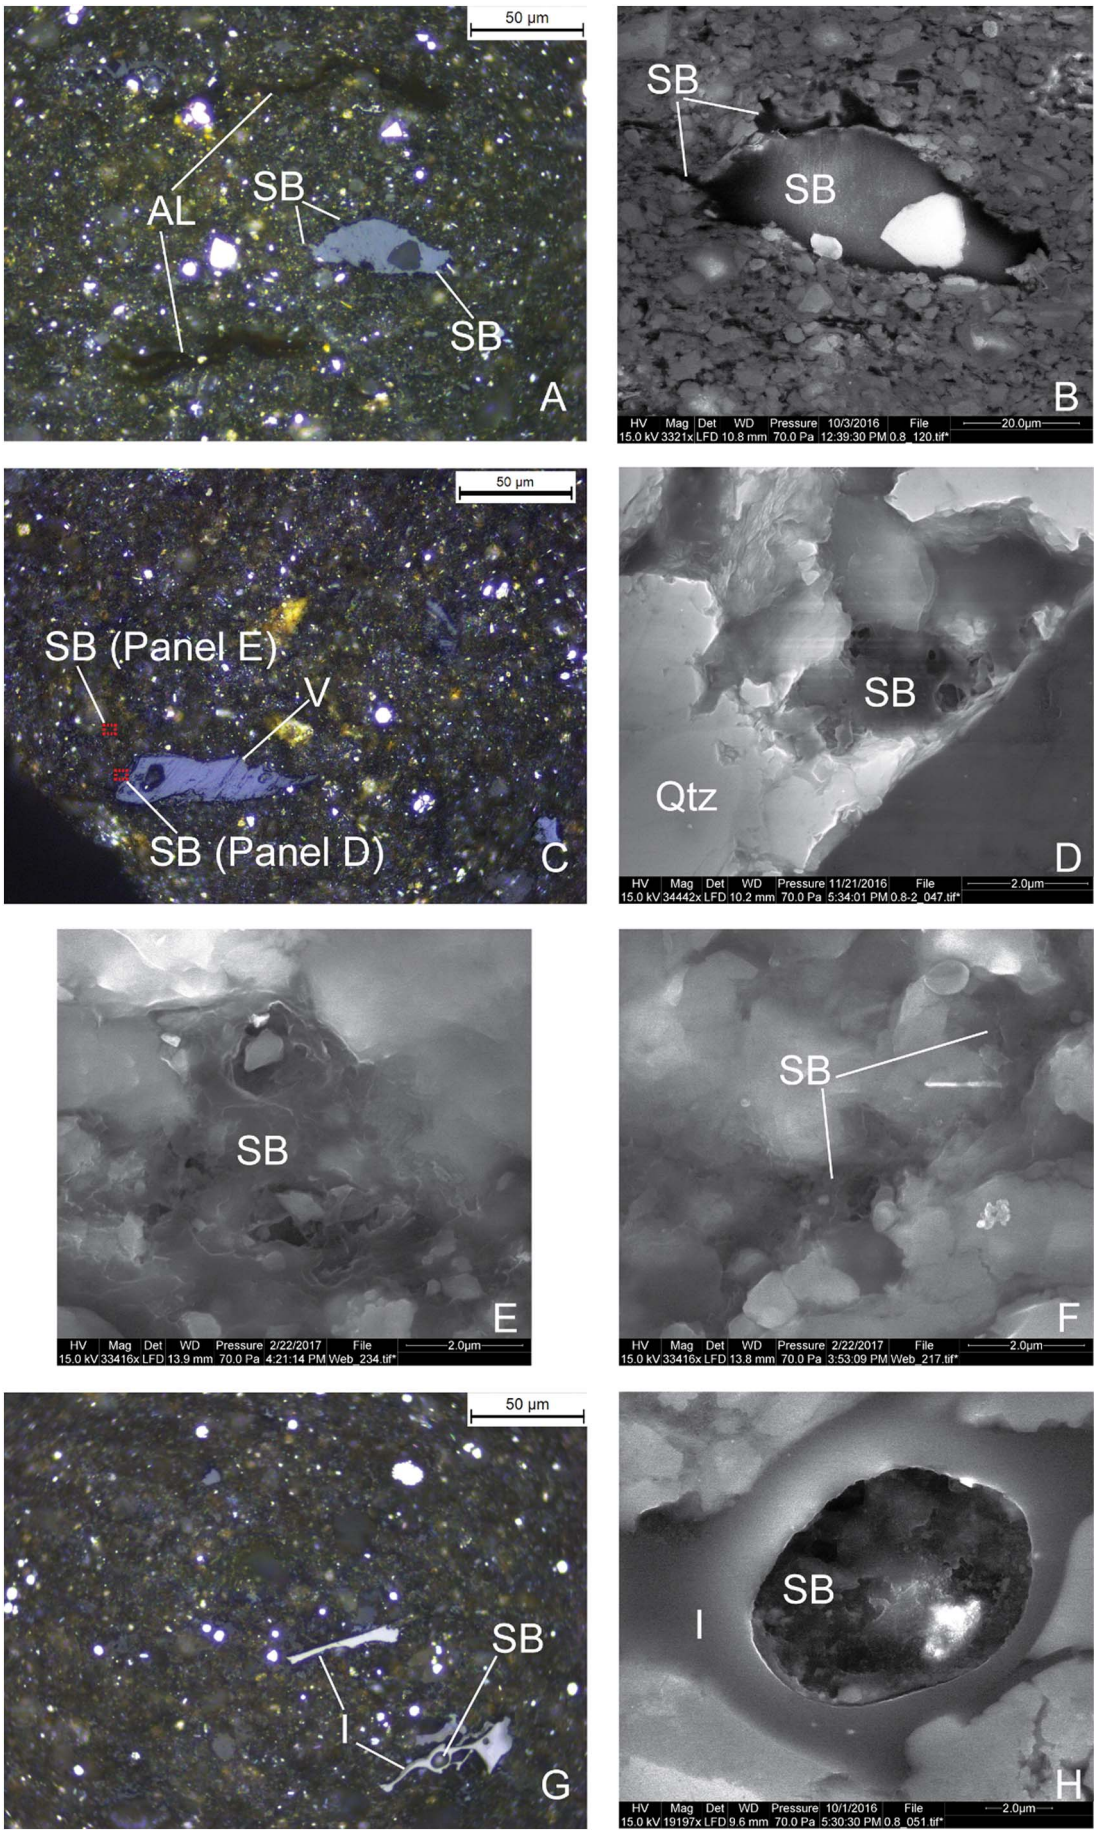 50 µm
SB
AL
SB
A
SB
SB
B
HV Mag Det WD Pressure 10/3/2016 File 20.0µm
15.0 kV 3321x LFD 10.8 mm 70.0 Pa 12:39:30 PM 0.8_120.tif*
50 µm
SB (Panel E)
V
SB (Panel D)
C
SB
Qtz
D
HV Mag Det WD Pressure 11/21/2016 File 2.0µm
15.0 kV 34442x LFD 10.2 mm 70.0 Pa 5:34:01 PM 0.8-2_047.tif*
SB
E
HV Mag Det WD Pressure 2/22/2017 File 2.0µm
15.0 kV 33416x LFD 13.9 mm 70.0 Pa 4:21:14 PM Web_234.tif*
SB
F
HV Mag Det WD Pressure 2/22/2017 File 2.0µm
15.0 kV 33416x LFD 13.8 mm 70.0 Pa 3:53:09 PM Web_217.tif*
50 µm
SB
I
G
SB
I
H
HV Mag Det WD Pressure 10/1/2016 File 2.0µm
15.0 kV 19197x LFD 9.6 mm 70.0 Pa 5:30:30 PM 0.8_051.tif*